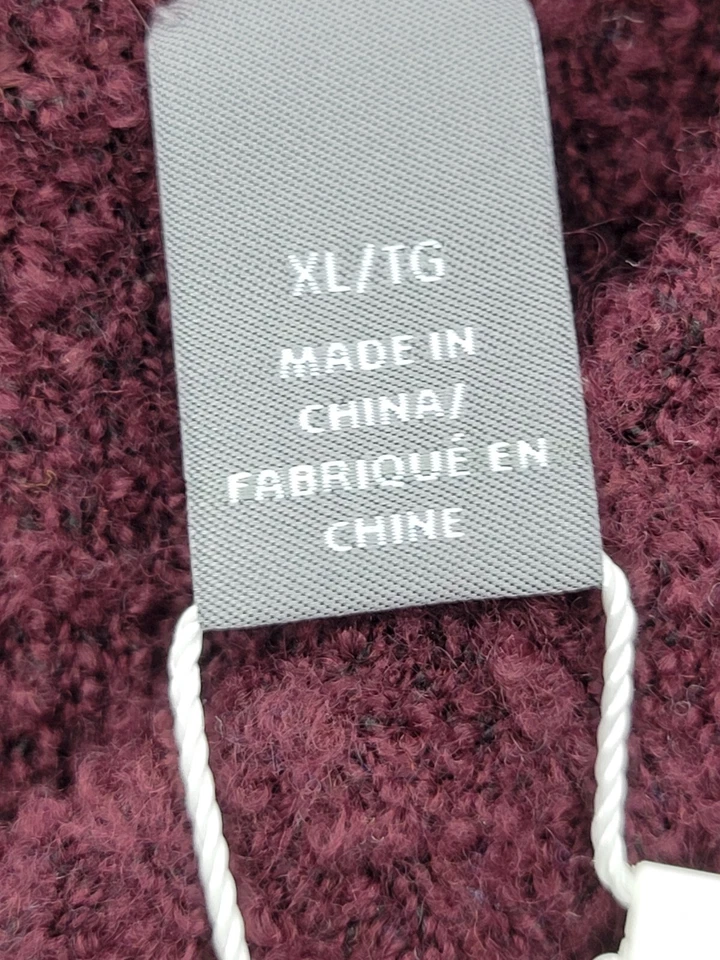 XL/TG
MADE IN
CHINA/
FABRIQUÉ EN
CHINE